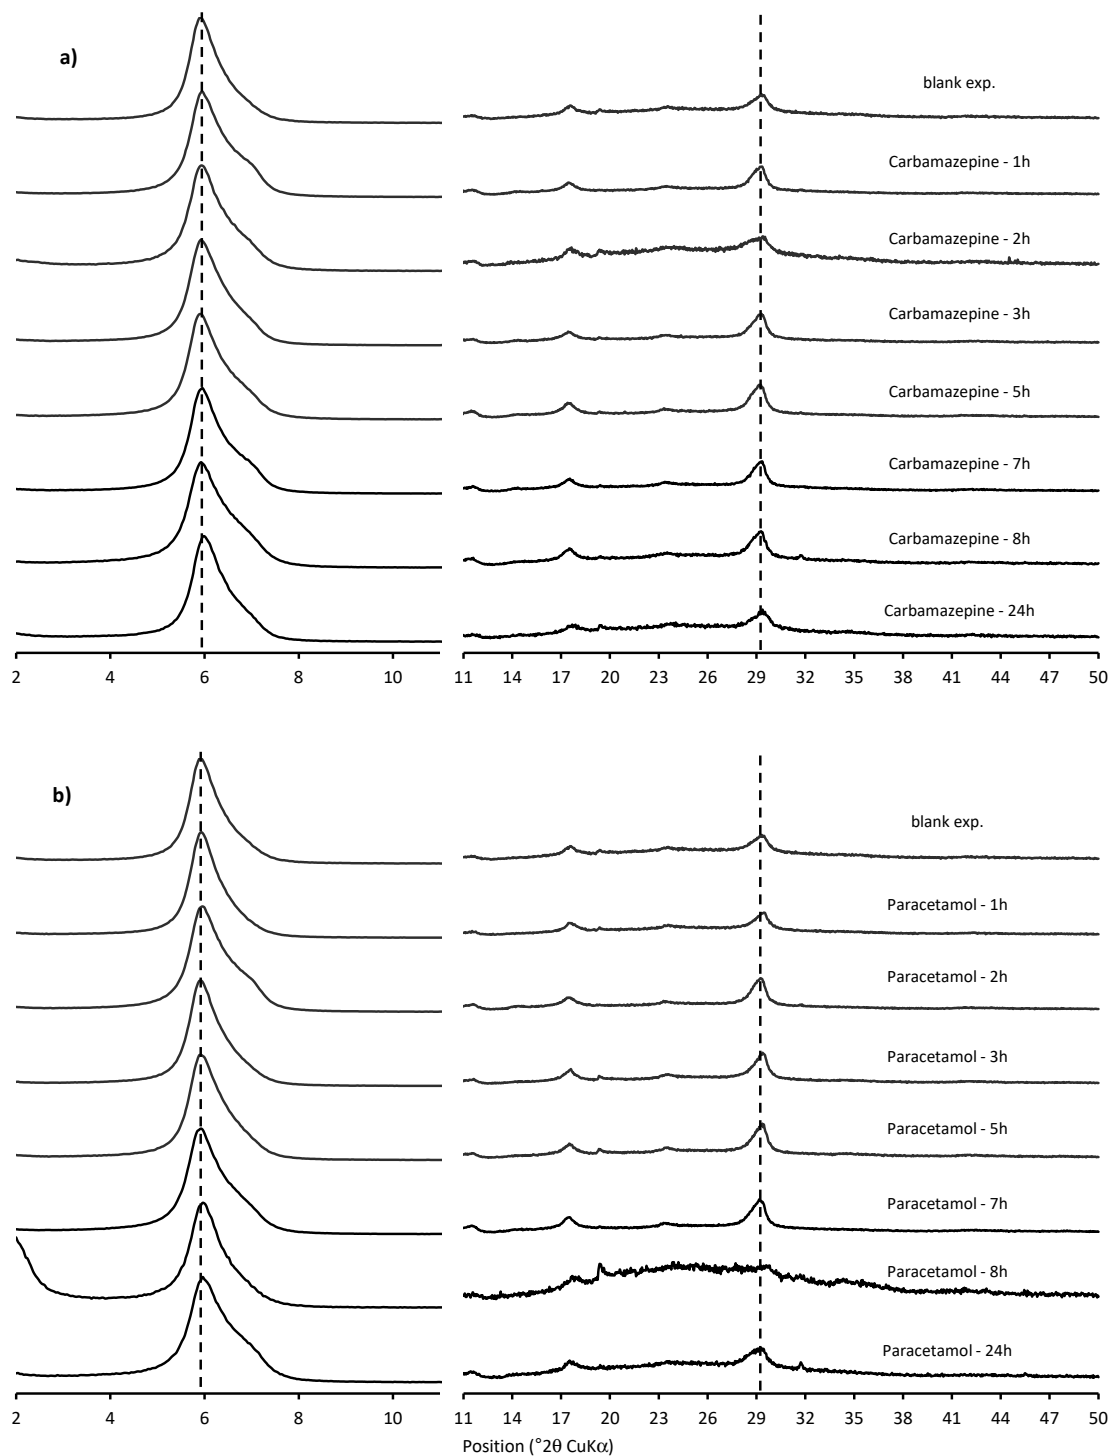 a)
blank exp.
Carbamazepine - 1h
Carbamazepine - 2h
Carbamazepine - 3h
Carbamazepine - 5h
Carbamazepine - 7h
Carbamazepine - 8h
Carbamazepine - 24h
2 4 6 8 10 11 14 17 20 23 26 29 32 35 38 41 44 47 50
b)
blank exp.
Paracetamol - 1h
Paracetamol - 2h
Paracetamol - 3h
Paracetamol - 5h
Paracetamol - 7h
Paracetamol - 8h
Paracetamol - 24h
2 4 6 8 10 11 14 17 20 23 26 29 32 35 38 41 44 47 50
Position (°2θ CuKα)